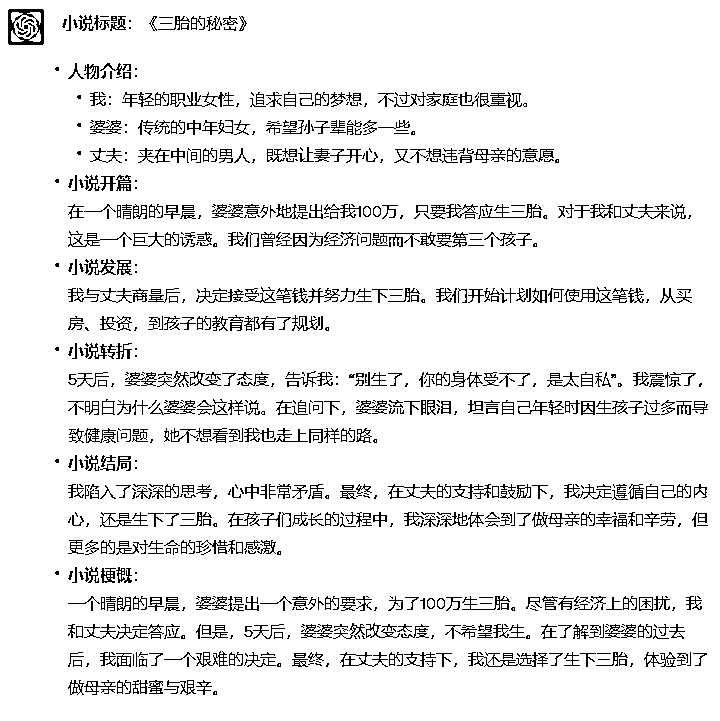 小说标题：《三胎的秘密》
• 人物介绍：
• 我：年轻的职业女性，追求自己的梦想，不过对家庭也很重视。
• 婆婆：传统的中年妇女，希望孙子辈能多一些。
• 丈夫：夹在中间的男人，既想让妻子开心，又不想违背母亲的意愿。
• 小说开篇：
在一个晴朗的早晨，婆婆意外地提出给我100万，只要我答应生三胎。对于我和丈夫来说，
这是一个巨大的诱惑。我们曾经因为经济问题而不敢要第三个孩子。
• 小说发展：
我与丈夫商量后，决定接受这笔钱并努力生下三胎。我们开始计划如何使用这笔钱，从买
房、投资，到孩子的教育都有了规划。
• 小说转折：
5天后，婆婆突然改变了态度，告诉我：“别生了，你的身体受不了，是太自私”。我震惊了，
不明白为什么婆婆会这样说。在追问下，婆婆流下眼泪，坦言自己年轻时因生孩子过多而导
致健康问题，她不想看到我也走上同样的路。
• 小说结局：
我陷入了深深的思考，心中非常矛盾。最终，在丈夫的支持和鼓励下，我决定遵循自己的内
心，还是生下了三胎。在孩子们成长的过程中，我深深地体会到了做母亲的幸福和辛劳，但
更多的是对生命的珍惜和感激。
• 小说梗慨：
一个晴朗的早晨，婆婆提出一个意外的要求，为了100万生三胎。尽管有经济上的困扰，我
和丈夫决定答应。但是，5天后，婆婆突然改变态度，不希望我生。在了解到婆婆的过去
后，我面临了一个艰难的决定。最终，在丈夫的支持下，我还是选择了生下三胎，体验到了
做母亲的甜蜜与艰辛。